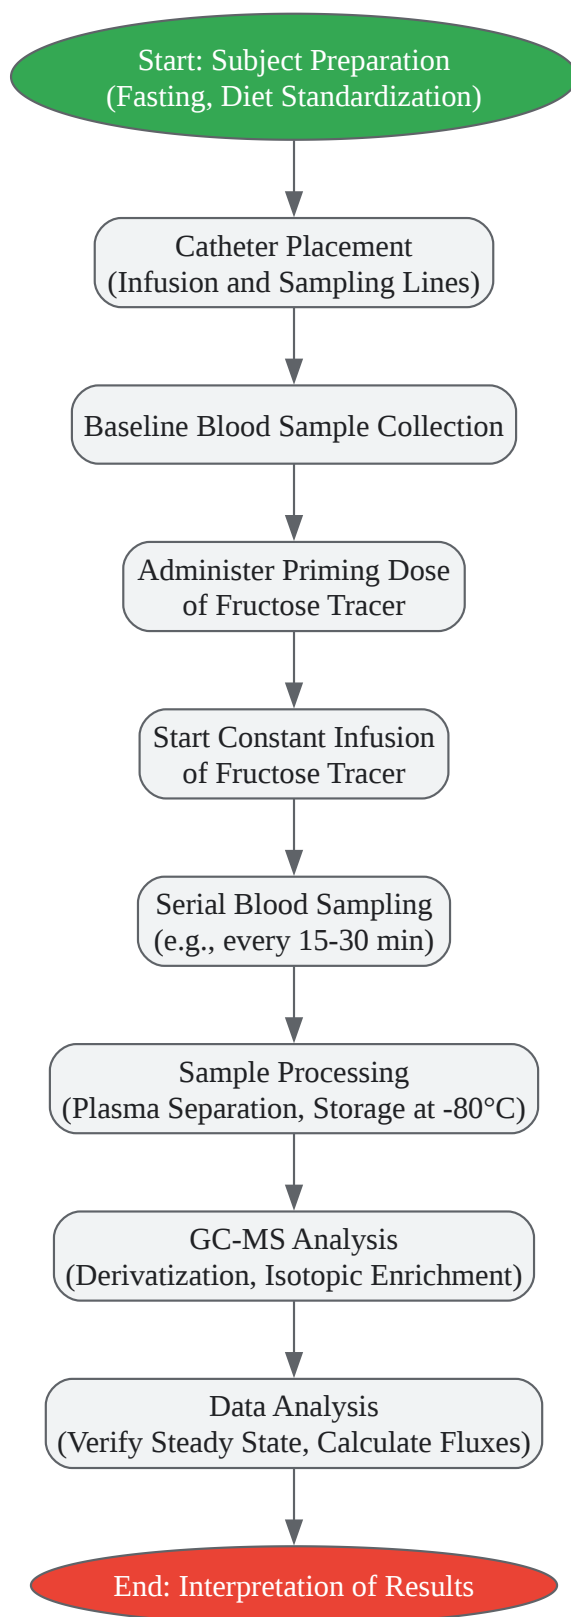 Start: Subject Preparation
(Fasting, Diet Standardization)
Catheter Placement
(Infusion and Sampling Lines)
Baseline Blood Sample Collection
Administer Priming Dose
of Fructose Tracer
Start Constant Infusion
of Fructose Tracer
Serial Blood Sampling
(e.g., every 15-30 min)
Sample Processing
(Plasma Separation, Storage at -80°C)
GC-MS Analysis
(Derivatization, Isotopic Enrichment)
Data Analysis
(Verify Steady State, Calculate Fluxes)
End: Interpretation of Results